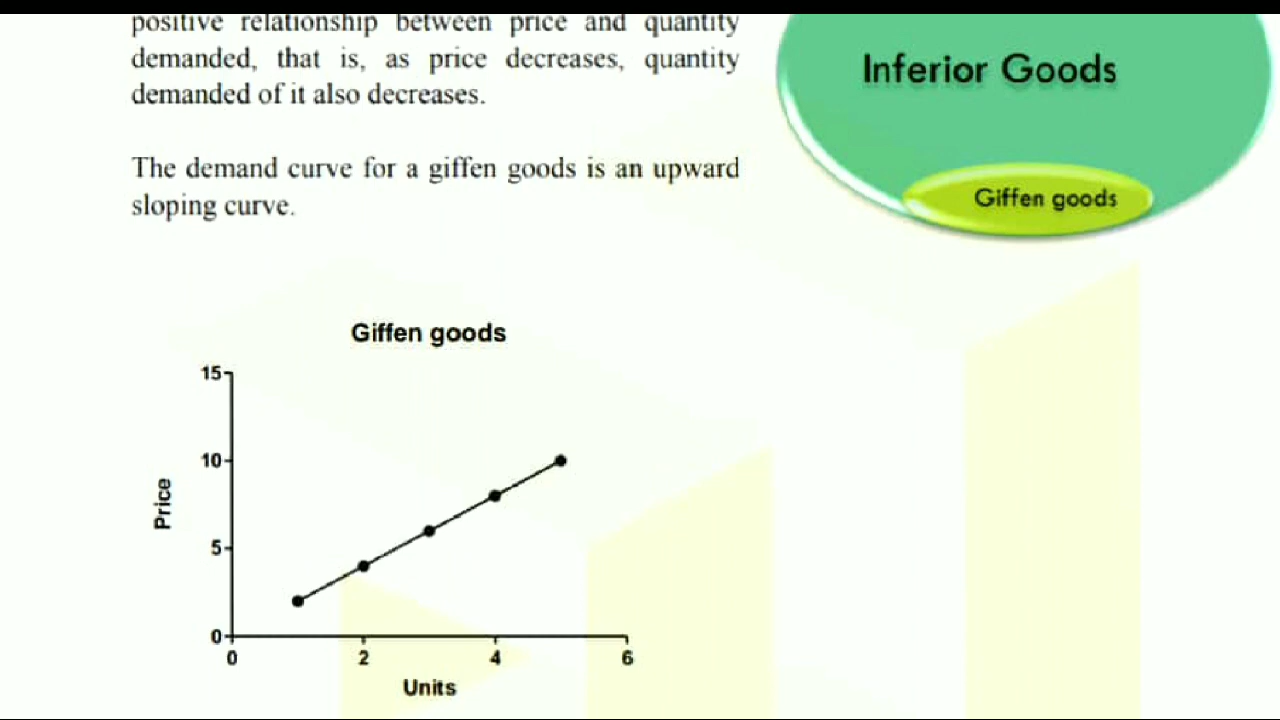 positive relationship between price and quantity
demanded, that is, as price decreases, quantity
demanded of it also decreases.
The demand curve for a giffen goods is an upward
sloping curve.
Inferior Goods
Giffen goods
Giffen goods
15
10
5
0
Price
0 2 4 6
Units